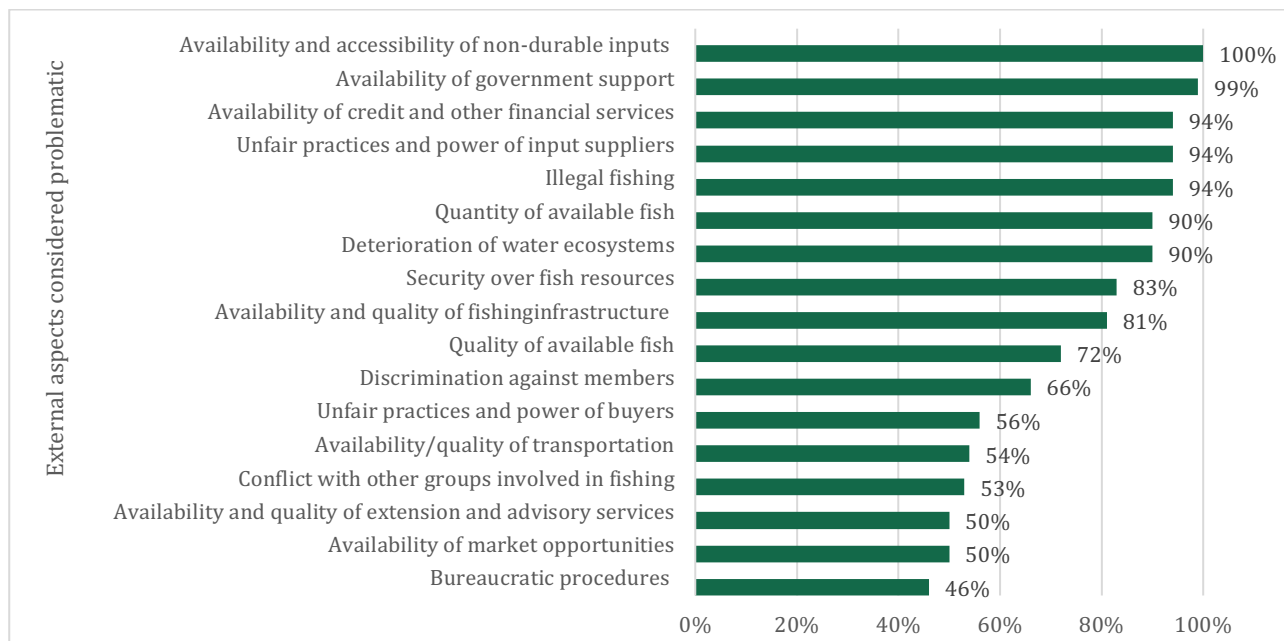 External aspects considered problematic
Availability and accessibility of non-durable inputs 100%
Availability of government support 99%
Availability of credit and other financial services 94%
Unfair practices and power of input suppliers 94%
Illegal fishing 94%
Quantity of available fish 90%
Deterioration of water ecosystems 90%
Security over fish resources 83%
Availability and quality of fishinginfrastructure 81%
Quality of available fish 72%
Discrimination against members 66%
Unfair practices and power of buyers 56%
Availability/quality of transportation 54%
Conflict with other groups involved in fishing 53%
Availability and quality of extension and advisory services 50%
Availability of market opportunities 50%
Bureaucratic procedures 46%
0% 20% 40% 60% 80% 100%